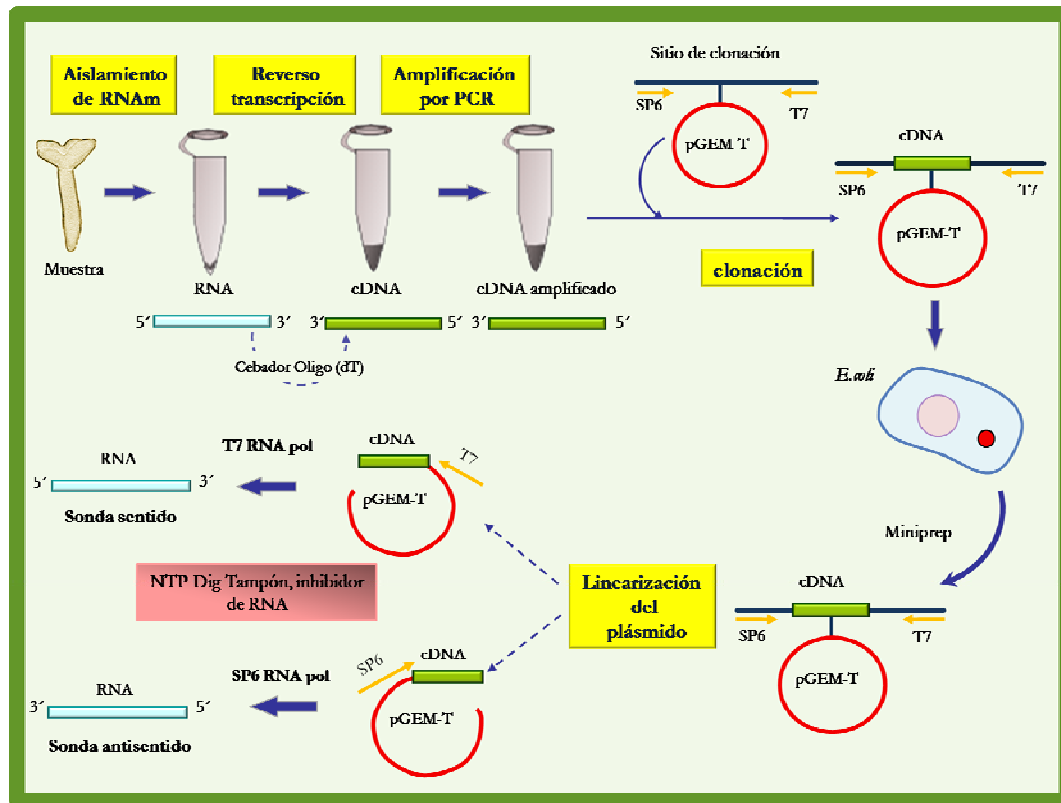 Aislamiento
de RNAm
Reverso
transcripción
Amplificación
por PCR
Sitio de clonación
SP6
T7
pGEM-T
cDNA
SP6
T7
pGEM-T
clonación
Muestra
RNA
cDNA
cDNA amplificado
5´
3´
3´
5´
3´
5´
Cebador Oligo (dT)
E.coli
T7 RNA pol
cDNA
T7
RNA
5´
3´
pGEM-T
Sonda sentido
Miniprep
NTP Dig Tampón, inhibidor
de RNA
Linearización
del
plásmido
cDNA
SP6
T7
pGEM-T
SP6 RNA pol
SP6
cDNA
RNA
3´
5´
pGEM-T
Sonda antisentido